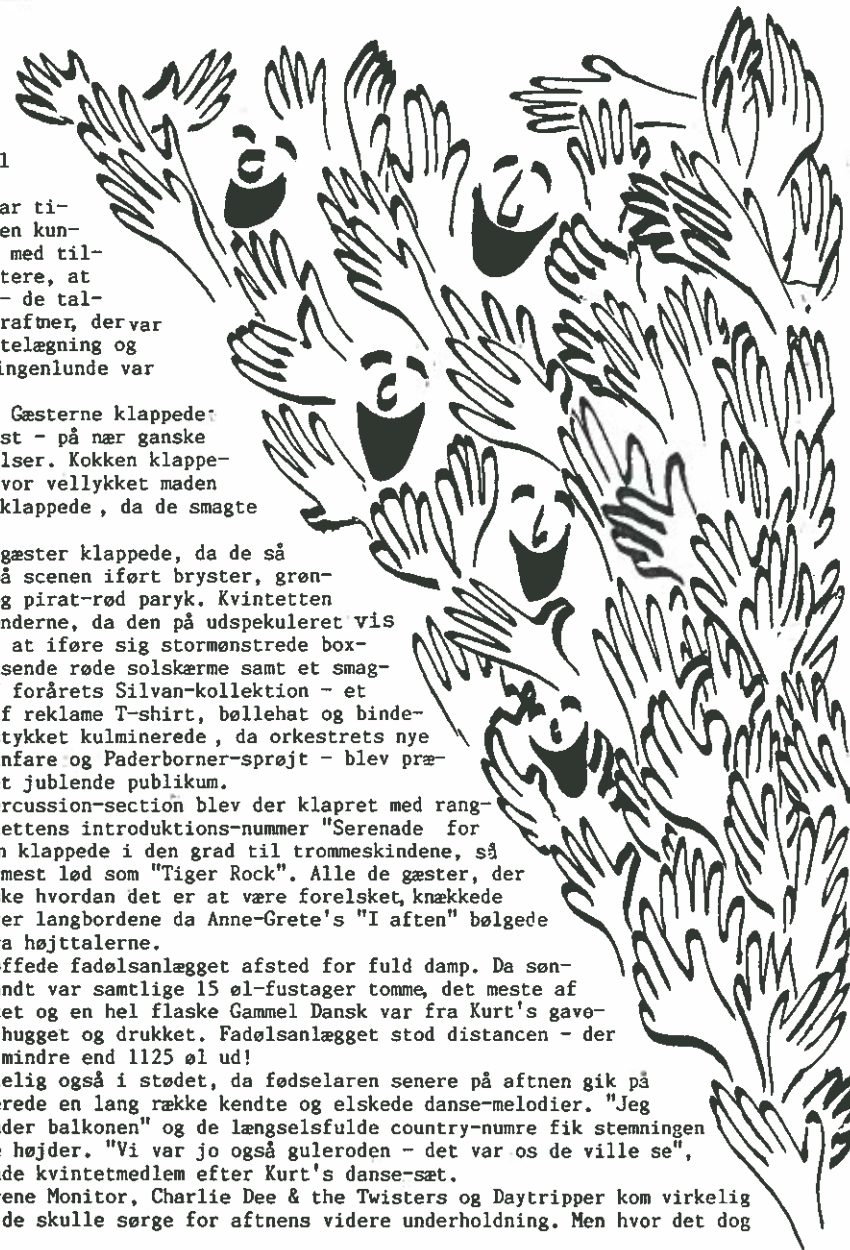 l
ar ti-
en kun-
med til-
tere, at
- de tal-
raftner, der var
telægning og
ingenlunde var
Gæsterne klappede
st - på nær ganske
lser. Kokken klappe-
vor vellykket maden
klappede, da de smagte
gæster klappede, da de så
å scenen iført bryster, grøn-
g pirat-rød paryk. Kvintetten
nderne, da den på udspekuleret vis
at iføre sig stormønstrede box-
sende røde solskærme samt et smag-
forårets Silvan-kollektion - et
f reklame T-shirt, bøllehat og binde-
tykket kulminerede, da orkestrets nye
nfare og Paderborner-sprøjt - blev præ-
t jublende publikum.
rcussion-section blev der klapret med rang-
ettens introduktions-nummer "Serenade for
n klappede i den grad til trommeskindene, så
mest lød som "Tiger Rock". Alle de gæster, der
ke hvordan det er at være forelsket, knækkede
er langbordene da Anne-Grete's "I aften" bølgede
a højttalerne.
ffede fadølsanlægget afsted for fuld damp. Da søn-
ndt var samtlige 15 øl-fustager tomme, det meste af
et og en hel flaske Gammel Dansk var fra Kurt's gave-
hugget og drukket. Fadølsanlægget stod distancen - der
mindre end 1125 øl ud!
elig også i stødet, da fødselaren senere på aftnen gik på
rede en lang række kendte og elskede danse-melodier. "Jeg
der balkonen" og de længselsfulde country-numre fik stemningen
e højder. "Vi var jo også guleroden - det var os de ville se",
de kvintetmedlem efter Kurt's danse-sæt.
rene Monitor, Charlie Dee & the Twisters og Daytripper kom virkelig
de skulle sørge for aftnens videre underholdning. Men hvor det dog